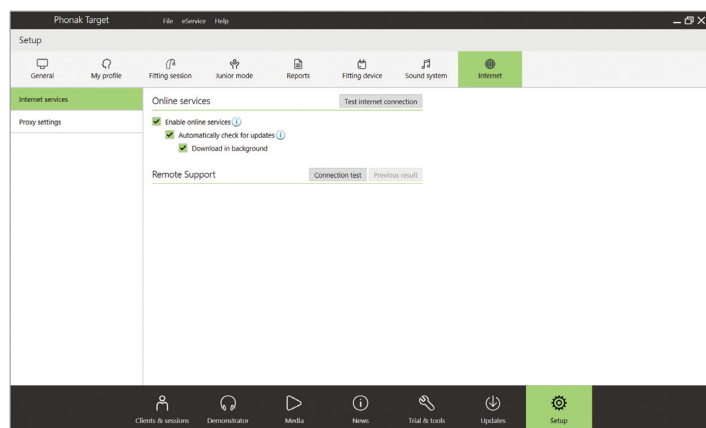 Phonak Target File eService Help
Setup
General My profile Fitting session Junior mode Reports Fitting device Sound system Internet
Internet services
Proxy settings
Online services Test internet connection
Enable online services
Automatically check for updates
Download in background
Remote Support Connection test Previous result
Clients & sessions Demonstrator Media News Trial & tools Updates Setup